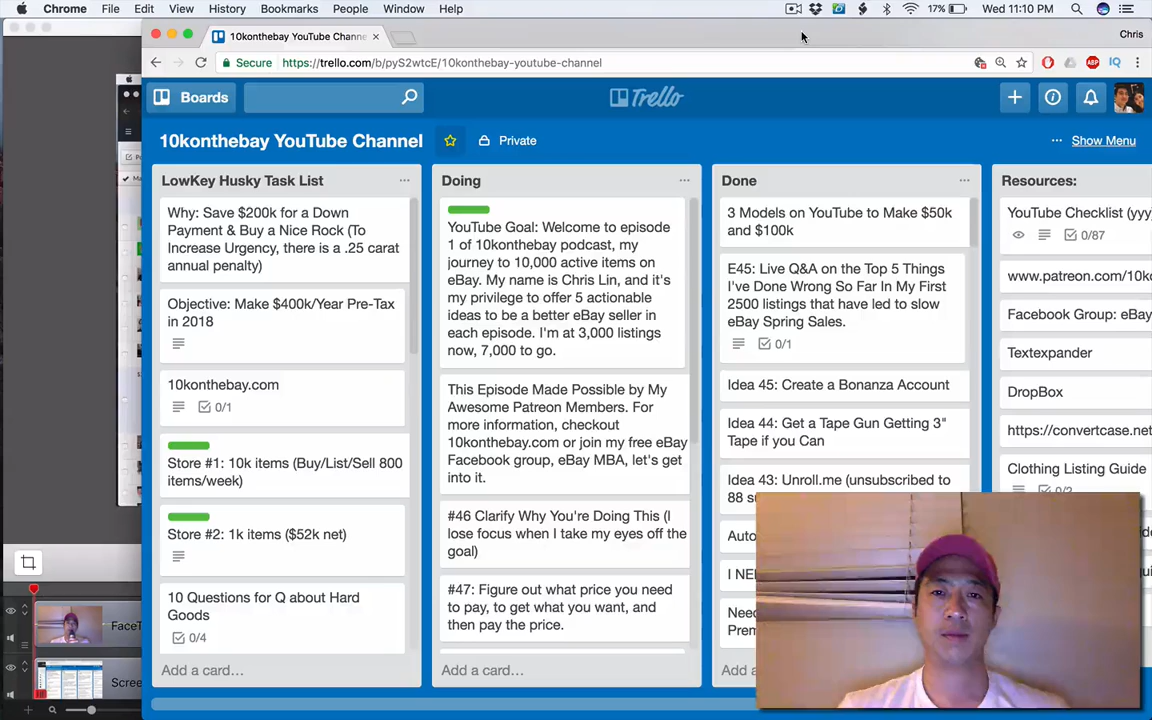 Chrome File Edit View History Bookmarks People Window Help 17% Wed 11:10 PM
10konthebay YouTube Channe
Chris
Secure https://trello.com/b/pyS2wtcE/10konthebay-youtube-channel
ABP IQ
Boards
Trello
10konthebay YouTube Channel
Private
... Show Menu
LowKey Husky Task List
Why: Save $200k for a Down
Payment & Buy a Nice Rock (To
Increase Urgency, there is a .25 carat
annual penalty)
Objective: Make $400k/Year Pre-Tax
in 2018
10konthebay.com
0/1
Store #1: 10k items (Buy/List/Sell 800
items/week)
Store #2: 1k items ($52k net)
10 Questions for Q about Hard
Goods
0/4
Add a card...
Doing
YouTube Goal: Welcome to episode
1 of 10konthebay podcast, my
journey to 10,000 active items on
eBay. My name is Chris Lin, and it's
my privilege to offer 5 actionable
ideas to be a better eBay seller in
each episode. I'm at 3,000 listings
now, 7,000 to go.
This Episode Made Possible by My
Awesome Patreon Members. For
more information, checkout
10konthebay.com or join my free eBay
Facebook group, eBay MBA, let's get
into it.
#46 Clarify Why You're Doing This (I
lose focus when I take my eyes off the
goal)
#47: Figure out what price you need
to pay, to get what you want, and
then pay the price.
Add a card...
Done
3 Models on YouTube to Make $50k
and $100k
E45: Live Q&A on the Top 5 Things
I've Done Wrong So Far In My First
2500 listings that have led to slow
eBay Spring Sales.
0/1
Idea 45: Create a Bonanza Account
Idea 44: Get a Tape Gun Getting 3"
Tape if you Can
Idea 43: Unroll.me (unsubscribed to
88 su
Auto
I NE
Need
Prem
Add a
Resources:
YouTube Checklist (yyy
0/87
www.patreon.com/10k
Facebook Group: eBay
Textexpander
DropBox
https://convertcase.net
Clothing Listing Guide
0/2
FaceT
Scree